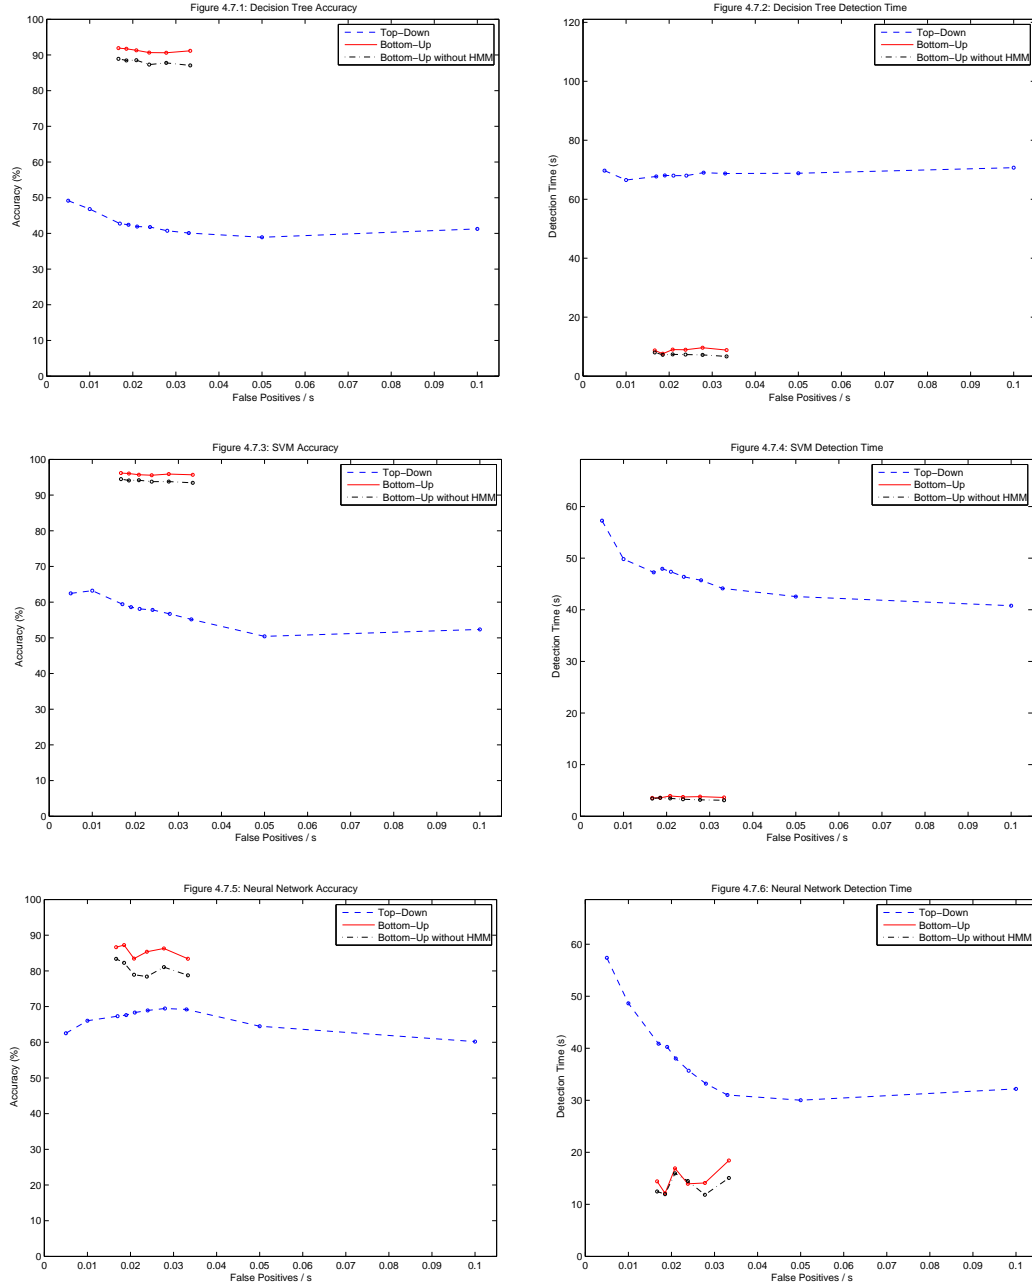 Figure 4.7.1: Decision Tree Accuracy
100
90
80
70
60
50
40
30
20
10
0
Accuracy (%)
Top−Down
Bottom−Up
Bottom−Up without HMM
0 0.01 0.02 0.03 0.04 0.05 0.06 0.07 0.08 0.09 0.1
False Positives / s
Figure 4.7.2: Decision Tree Detection Time
120
100
80
60
40
20
0
Detection Time (s)
Top−Down
Bottom−Up
Bottom−Up without HMM
0 0.01 0.02 0.03 0.04 0.05 0.06 0.07 0.08 0.09 0.1
False Positives / s
Figure 4.7.3: SVM Accuracy
100
90
80
70
60
50
40
30
20
10
0
Accuracy (%)
Top−Down
Bottom−Up
Bottom−Up without HMM
0 0.01 0.02 0.03 0.04 0.05 0.06 0.07 0.08 0.09 0.1
False Positives / s
Figure 4.7.4: SVM Detection Time
60
50
40
30
20
10
0
Detection Time (s)
Top−Down
Bottom−Up
Bottom−Up without HMM
0 0.01 0.02 0.03 0.04 0.05 0.06 0.07 0.08 0.09 0.1
False Positives / s
Figure 4.7.5: Neural Network Accuracy
100
90
80
70
60
50
40
30
20
10
0
Accuracy (%)
Top−Down
Bottom−Up
Bottom−Up without HMM
0 0.01 0.02 0.03 0.04 0.05 0.06 0.07 0.08 0.09 0.1
False Positives / s
Figure 4.7.6: Neural Network Detection Time
60
50
40
30
20
10
0
Detection Time (s)
Top−Down
Bottom−Up
Bottom−Up without HMM
0 0.01 0.02 0.03 0.04 0.05 0.06 0.07 0.08 0.09 0.1
False Positives / s